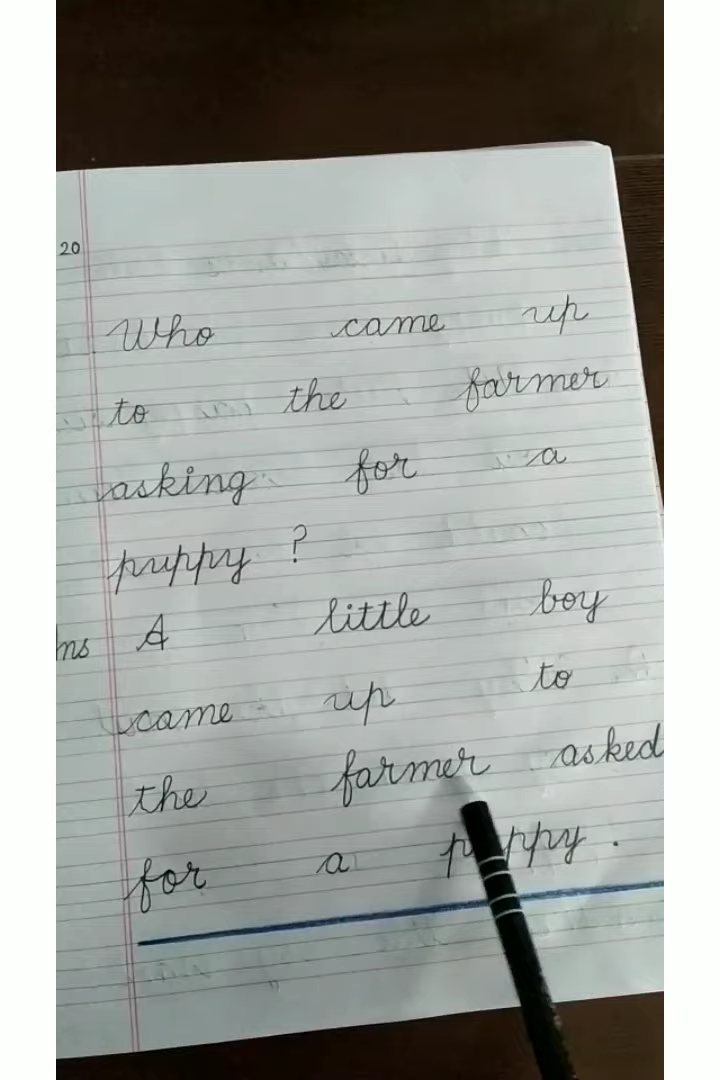 20
Who came up
to the farmer
asking for a
puppy ?
ns A little boy
came up to
the farmer asked
for a puppy .